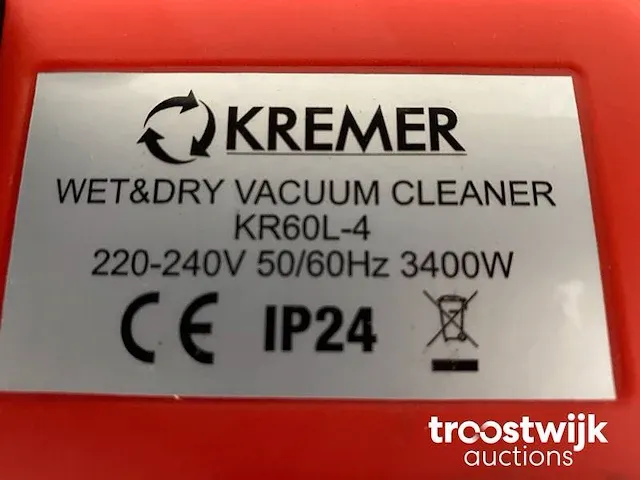 KREMER
WET&DRY VACUUM CLEANER
KR60L-4
220-240V 50/60Hz 3400W
CE IP24
troostwijk
auctions